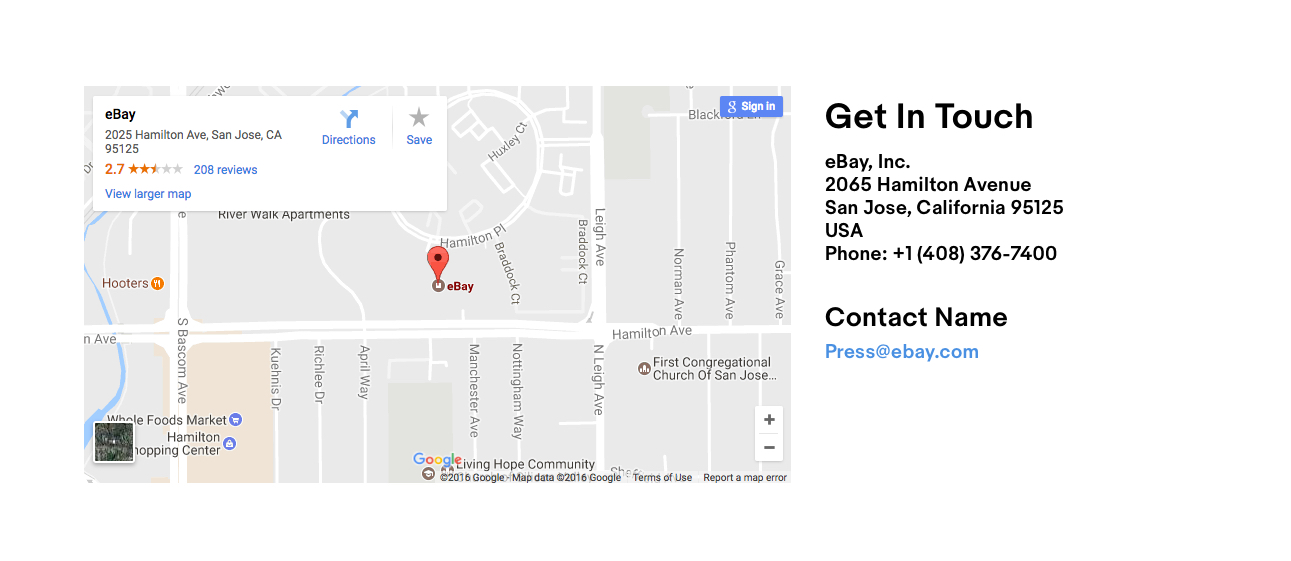 eBay
2025 Hamilton Ave, San Jose, CA
95125
2.7
208 reviews
View larger map
Directions
Save
Sign in
Huxley Ct
River Walk Apartments
Hamilton Pl
Braddock Ct
Braddock Ct
Leigh Ave
Norman Ave
Phantom Ave
Grace Ave
Hooters
eBay
S Bascom Ave
n Ave
Hamilton Ave
Kuehnis Dr
Richlee Dr
April Way
Manchester Ave
Nottingham Way
N Leigh Ave
First Congregational
Church Of San Jose...
Whole Foods Market
Hamilton
hopping Center
Living Hope Community
Google
+
−
©2016 Google - Map data ©2016 Google
Terms of Use
Report a map error
Get In Touch
eBay, Inc.
2065 Hamilton Avenue
San Jose, California 95125
USA
Phone: +1 (408) 376-7400
Contact Name
Press@ebay.com